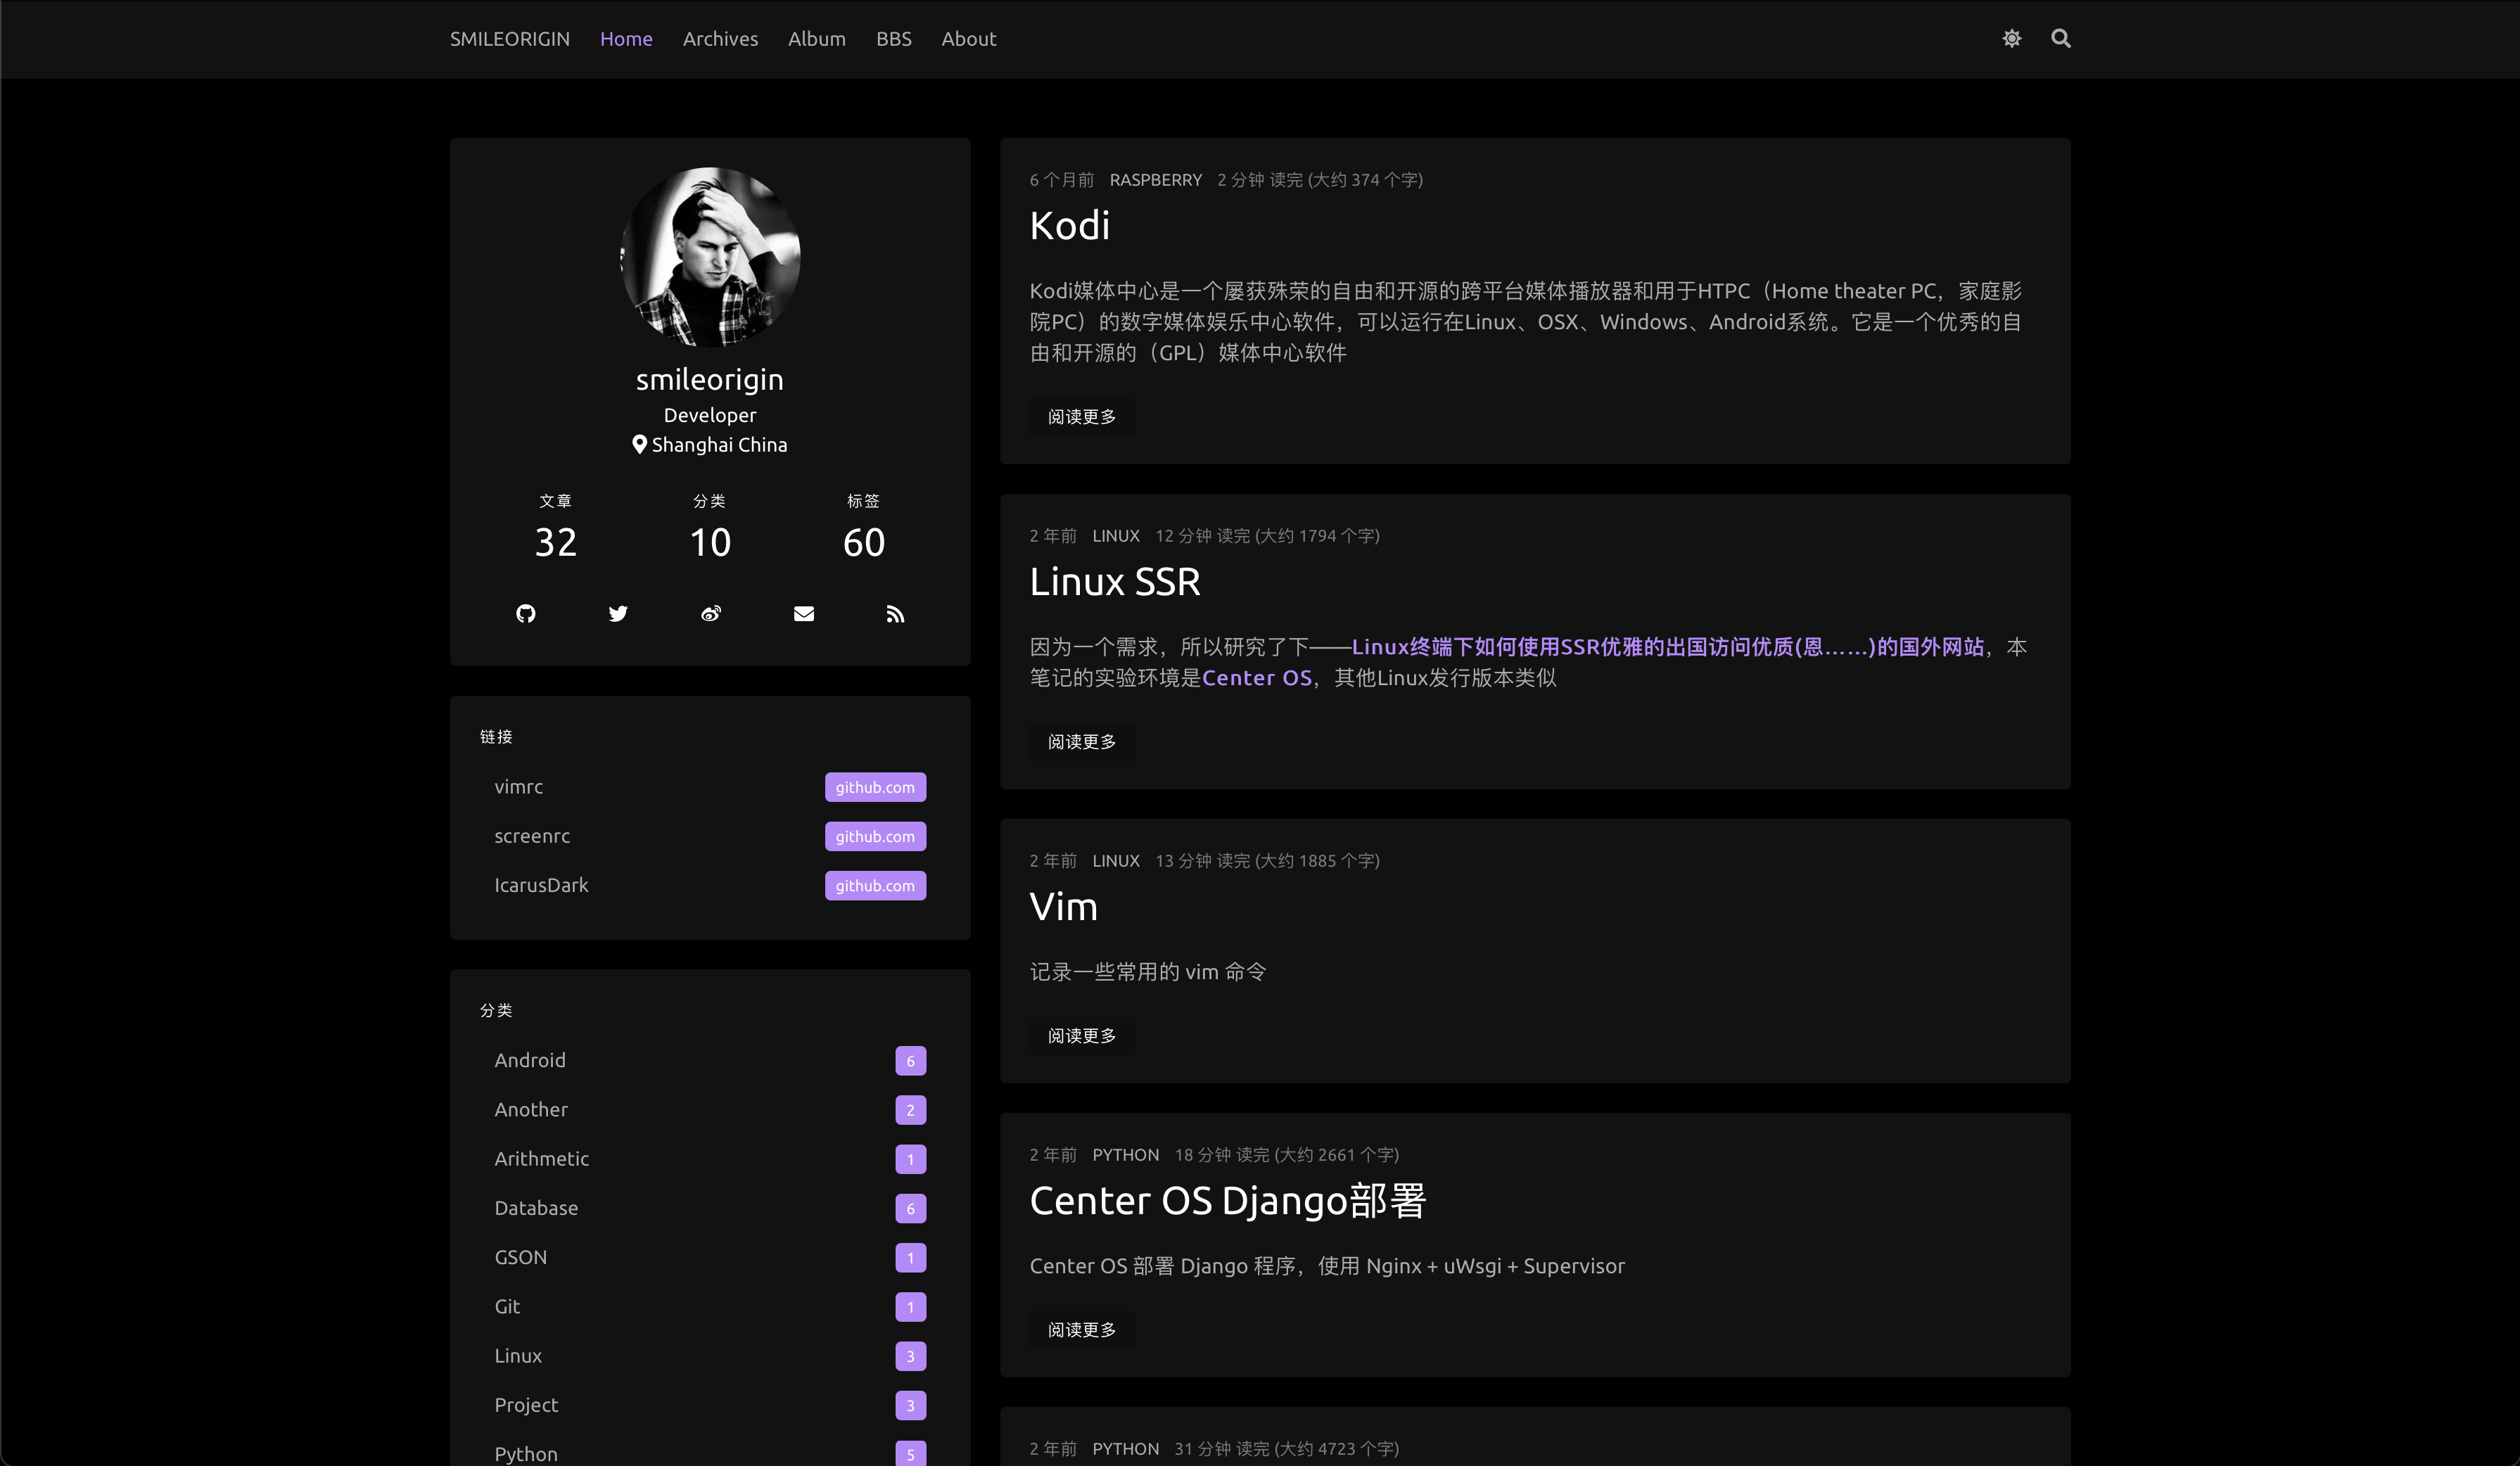 SMILEORIGIN Home Archives Album BBS About
smileorigin
Developer
Shanghai China
文章 分类 标签
32 10 60
链接
vimrc github.com
screenrc github.com
IcarusDark github.com
分类
Android 6
Another 2
Arithmetic 1
Database 6
GSON 1
Git 1
Linux 3
Project 3
Python 5
6 个月前 RASPBERRY 2 分钟 读完 (大约 374 个字)
Kodi
Kodi媒体中心是一个屡获殊荣的自由和开源的跨平台媒体播放器和用于HTPC（Home theater PC，家庭影
院PC）的数字媒体娱乐中心软件，可以运行在Linux、OSX、Windows、Android系统。它是一个优秀的自
由和开源的（GPL）媒体中心软件
阅读更多
2 年前 LINUX 12 分钟 读完 (大约 1794 个字)
Linux SSR
因为一个需求，所以研究了下——Linux终端下如何使用SSR优雅的出国访问优质(恩……)的国外网站，本
笔记的实验环境是Center OS，其他Linux发行版本类似
阅读更多
2 年前 LINUX 13 分钟 读完 (大约 1885 个字)
Vim
记录一些常用的 vim 命令
阅读更多
2 年前 PYTHON 18 分钟 读完 (大约 2661 个字)
Center OS Django部署
Center OS 部署 Django 程序，使用 Nginx + uWsgi + Supervisor
阅读更多
2 年前 PYTHON 31 分钟 读完 (大约 4723 个字)